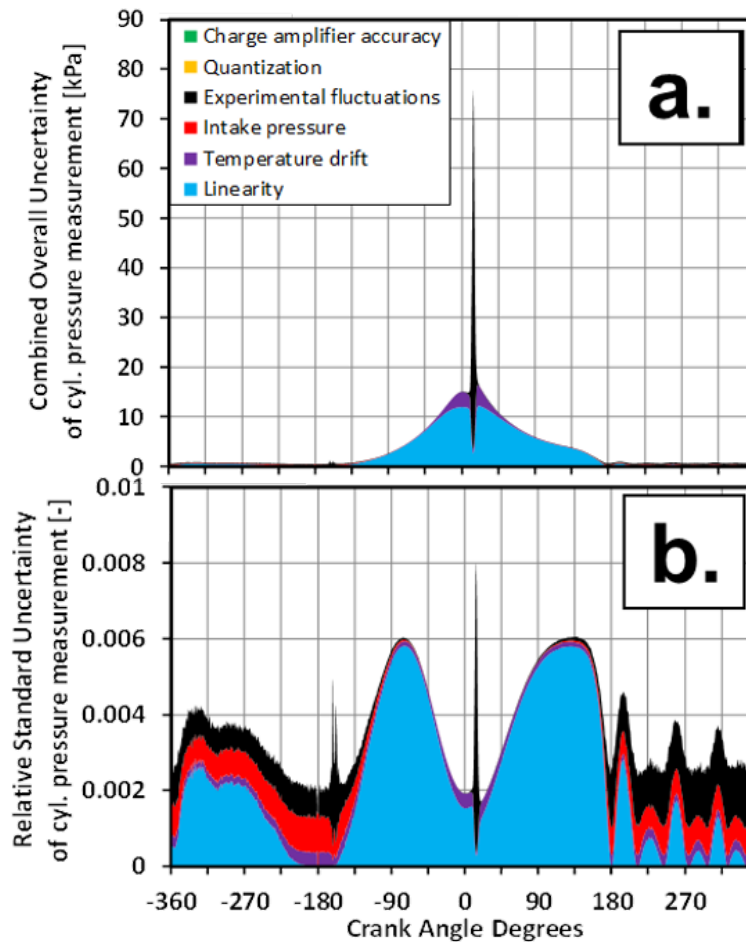 Combined Overall Uncertainty
of cyl. pressure measurement [kPa]
90
80
70
60
50
40
30
20
10
0
Charge amplifier accuracy
Quantization
Experimental fluctuations
Intake pressure
Temperature drift
Linearity
a.
Relative Standard Uncertainty
of cyl. pressure measurement [-]
0.01
0.008
0.006
0.004
0.002
0
b.
-360 -270 -180 -90 0 90 180 270
Crank Angle Degrees